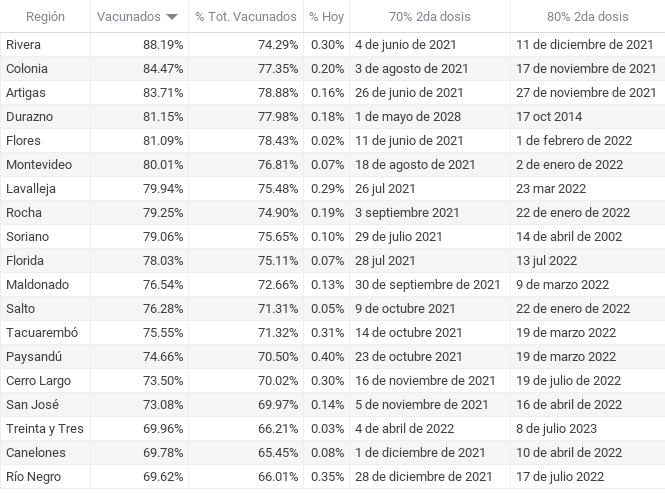 Región Vacunados % Tot. Vacunados % Hoy 70% 2da dosis 80% 2da dosis
Rivera 88.19% 74.29% 0.30% 4 de junio de 2021 11 de diciembre de 2021
Colonia 84.47% 77.35% 0.20% 3 de agosto de 2021 17 de noviembre de 2021
Artigas 83.71% 78.88% 0.16% 26 de junio de 2021 27 de noviembre de 2021
Durazno 81.15% 77.98% 0.18% 1 de mayo de 2028 17 oct 2014
Flores 81.09% 78.43% 0.02% 11 de junio de 2021 1 de febrero de 2022
Montevideo 80.01% 76.81% 0.07% 18 de agosto de 2021 2 de enero de 2022
Lavalleja 79.94% 75.48% 0.29% 26 jul 2021 23 mar 2022
Rocha 79.25% 74.90% 0.19% 3 septiembre 2021 22 de enero de 2022
Soriano 79.06% 75.65% 0.10% 29 de julio 2021 14 de abril de 2002
Florida 78.03% 75.11% 0.07% 28 jul 2021 13 jul 2022
Maldonado 76.54% 72.66% 0.13% 30 de septiembre de 2021 9 de marzo 2022
Salto 76.28% 71.31% 0.05% 9 de octubre 2021 22 de enero de 2022
Tacuarembó 75.55% 71.32% 0.31% 14 de octubre 2021 19 de marzo 2022
Paysandú 74.66% 70.50% 0.40% 23 de octubre 2021 19 de marzo 2022
Cerro Largo 73.50% 70.02% 0.30% 16 de noviembre de 2021 19 de julio de 2022
San José 73.08% 69.97% 0.14% 5 de noviembre de 2021 16 de abril de 2022
Treinta y Tres 69.96% 66.21% 0.03% 4 de abril de 2022 8 de julio 2023
Canelones 69.78% 65.45% 0.08% 1 de diciembre de 2021 10 de abril de 2022
Río Negro 69.62% 66.01% 0.35% 28 de diciembre de 2021 17 de julio 2022